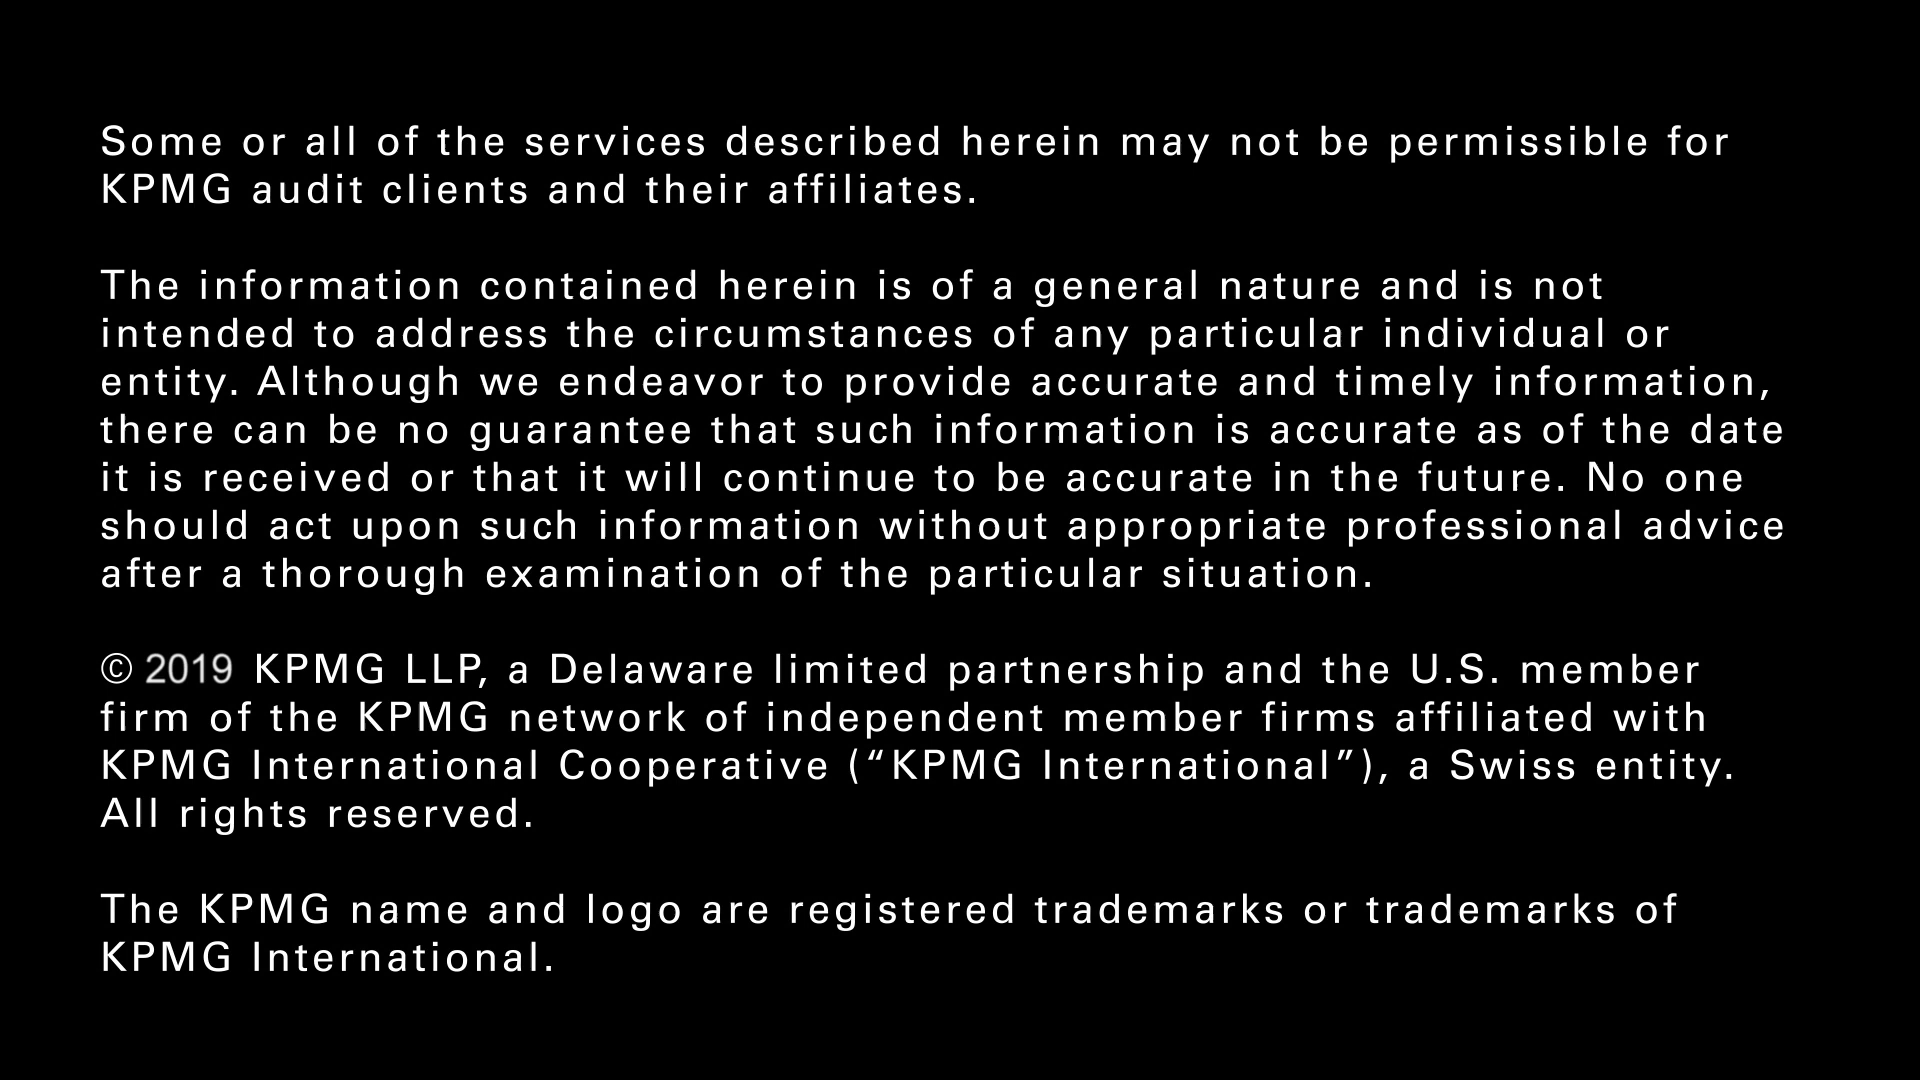 Some or all of the services described herein may not be permissible for
KPMG audit clients and their affiliates.
The information contained herein is of a general nature and is not
intended to address the circumstances of any particular individual or
entity. Although we endeavor to provide accurate and timely information,
there can be no guarantee that such information is accurate as of the date
it is received or that it will continue to be accurate in the future. No one
should act upon such information without appropriate professional advice
after a thorough examination of the particular situation.
© 2019 KPMG LLP, a Delaware limited partnership and the U.S. member
firm of the KPMG network of independent member firms affiliated with
KPMG International Cooperative (“KPMG International”), a Swiss entity.
All rights reserved.
The KPMG name and logo are registered trademarks or trademarks of
KPMG International.